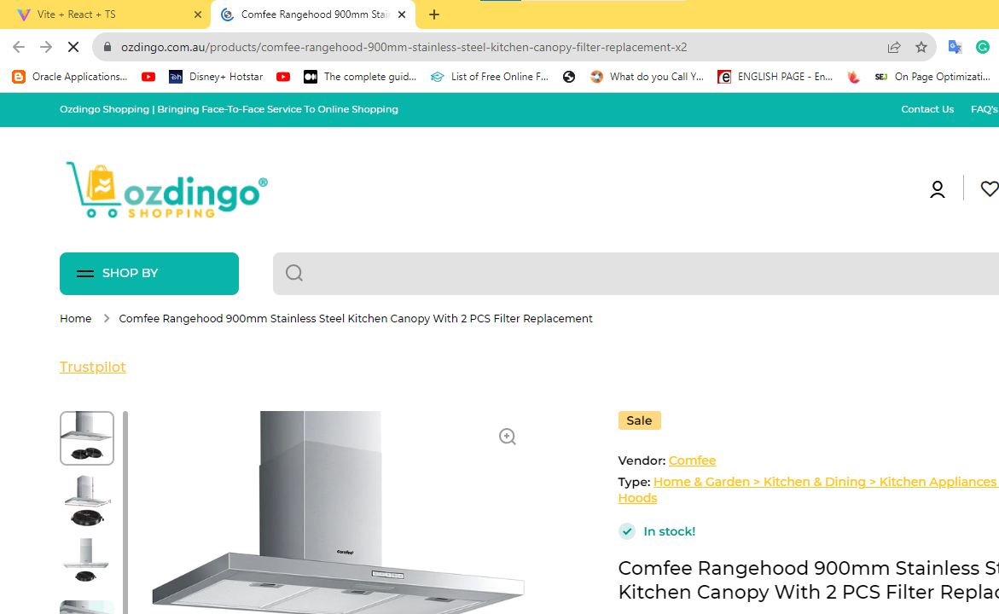 Vite + React + TS
Comfee Rangehood 900mm Stain
ozdingo.com.au/products/comfee-rangehood-900mm-stainless-steel-kitchen-canopy-filter-replacement-x2
Oracle Applications... Disney+ Hotstar The complete guid... List of Free Online F... What do you Call Y... ENGLISH PAGE - En... SEJ On Page Optimizati...
Ozdingo Shopping | Bringing Face-To-Face Service To Online Shopping Contact Us FAQ's
ozdingo®
SHOPPING
SHOP BY
Home > Comfee Rangehood 900mm Stainless Steel Kitchen Canopy With 2 PCS Filter Replacement
Trustpilot
comfee'
Sale
Vendor: Comfee
Type: Home & Garden > Kitchen & Dining > Kitchen Appliances
Hoods
In stock!
Comfee Rangehood 900mm Stainless St
Kitchen Canopy With 2 PCS Filter Replac